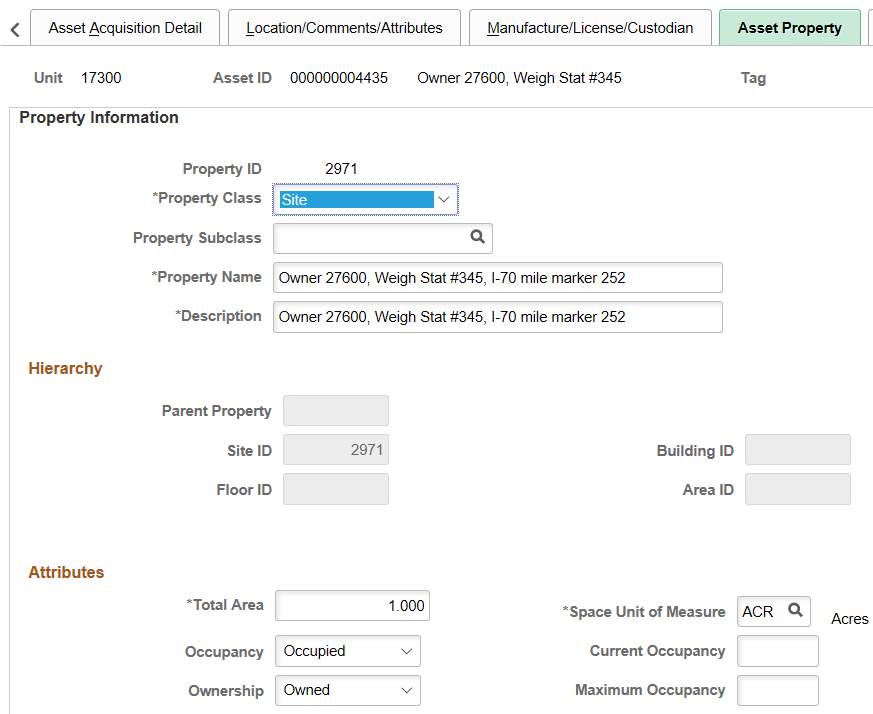 Asset Acquisition Detail Location/Comments/Attributes Manufacture/License/Custodian Asset Property
Unit 17300 Asset ID 000000004435 Owner 27600, Weigh Stat #345 Tag
Property Information
Property ID 2971
*Property Class Site
Property Subclass
*Property Name Owner 27600, Weigh Stat #345, I-70 mile marker 252
*Description Owner 27600, Weigh Stat #345, I-70 mile marker 252
Hierarchy
Parent Property
Site ID 2971 Building ID
Floor ID Area ID
Attributes
*Total Area 1.000 *Space Unit of Measure ACR Acres
Occupancy Occupied Current Occupancy
Ownership Owned Maximum Occupancy